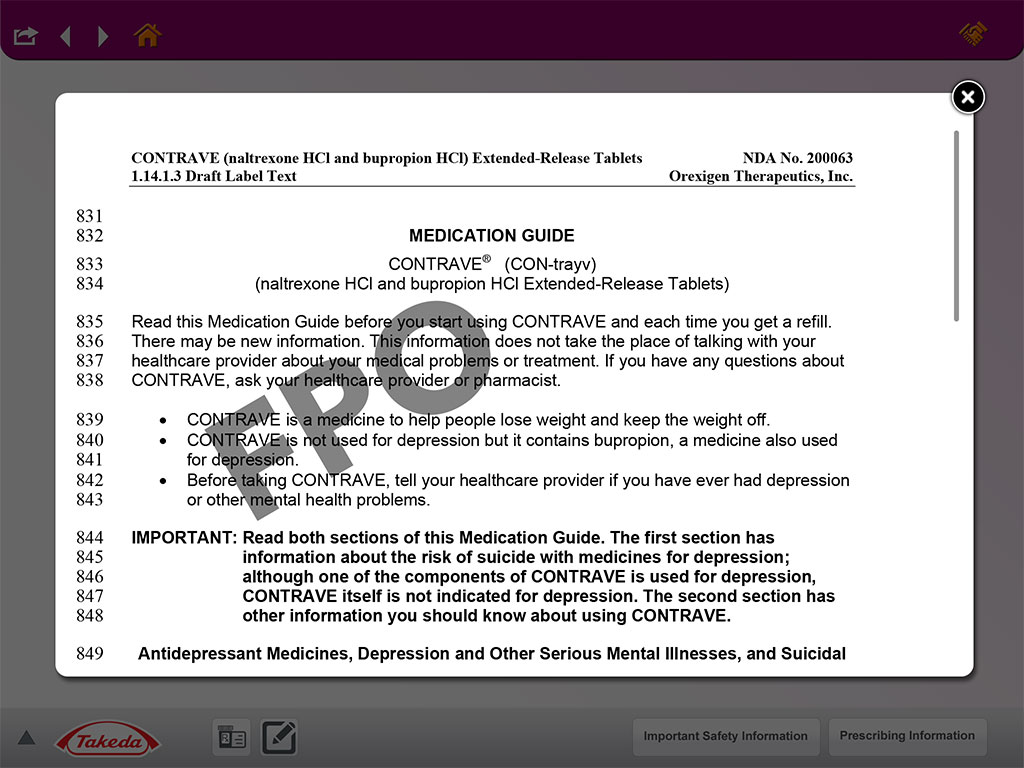 CONTRAVE (naltrexone HCl and bupropion HCl) Extended-Release Tablets NDA No. 200063
1.14.1.3 Draft Label Text Orexigen Therapeutics, Inc.
831
832 MEDICATION GUIDE
833 CONTRAVE® (CON-trayv)
834 (naltrexone HCl and bupropion HCl Extended-Release Tablets)
835 Read this Medication Guide before you start using CONTRAVE and each time you get a refill.
836 There may be new information. This information does not take the place of talking with your
837 healthcare provider about your medical problems or treatment. If you have any questions about
838 CONTRAVE, ask your healthcare provider or pharmacist.
839 • CONTRAVE is a medicine to help people lose weight and keep the weight off.
840 • CONTRAVE is not used for depression but it contains bupropion, a medicine also used
841 for depression.
842 • Before taking CONTRAVE, tell your healthcare provider if you have ever had depression
843 or other mental health problems.
844 IMPORTANT: Read both sections of this Medication Guide. The first section has
845 information about the risk of suicide with medicines for depression;
846 although one of the components of CONTRAVE is used for depression,
847 CONTRAVE itself is not indicated for depression. The second section has
848 other information you should know about using CONTRAVE.
849 Antidepressant Medicines, Depression and Other Serious Mental Illnesses, and Suicidal
FPO
Takeda
Important Safety Information
Prescribing Information